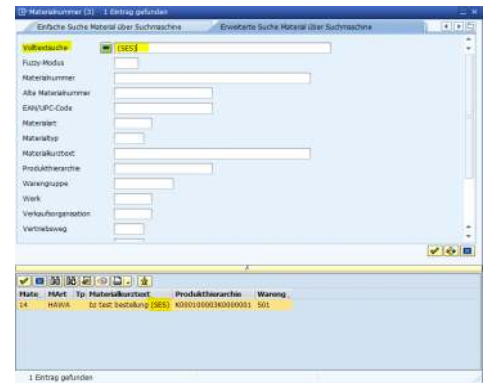 Materialnummer (3) 1 Eintrag gefunden
Einfache Suche Material über Suchmaschine Erweiterte Suche Material über Suchmaschine
Volltextsuche (SES)
Fuzzy-Modus
Materialnummer
Alte Materialnummer
EAN/UPC-Code
Materialart
Materialtyp
Materialkurztext
Produkthierarchie
Warengruppe
Werk
Verkaufsorganisation
Vertriebsweg
Mate MArt Tp Materialkurztext Produkthierarchie Wareng
14 HAWA bz test bestellung (SES) K000100003K0000001 501
1 Eintrag gefunden